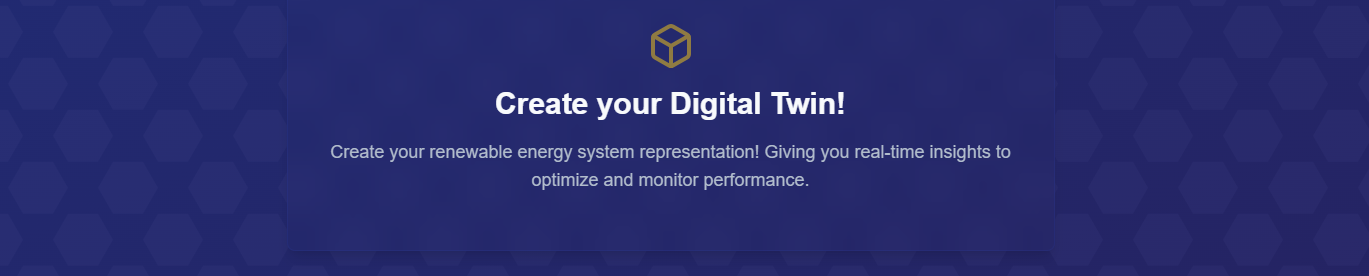 Create your Digital Twin!
Create your renewable energy system representation! Giving you real-time insights to
optimize and monitor performance.